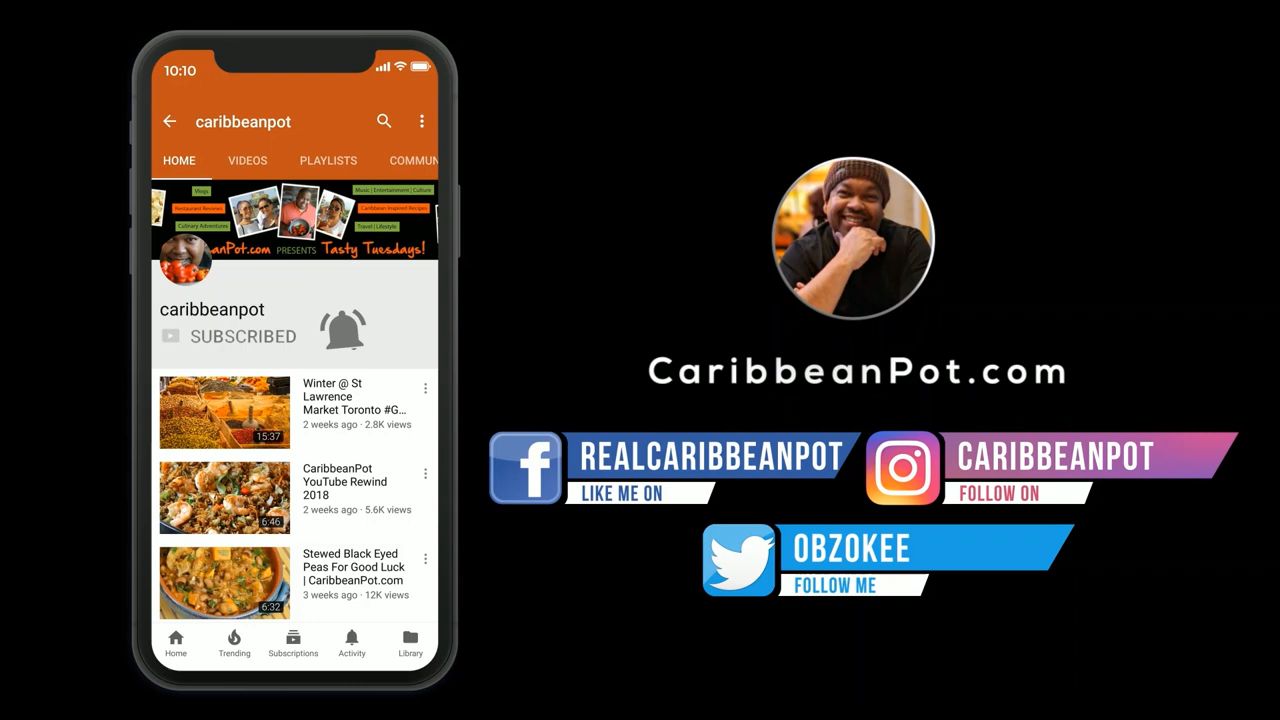 10:10
caribbeanpot
HOME VIDEOS PLAYLISTS COMMUN
Vlogs
Music | Entertainment | Culture
Restaurant Reviews
Caribbean Inspired Recipes
Culinary Adventures
Travel | Lifestyle
anPot.com PRESENTS Tasty Tuesdays!
caribbeanpot
SUBSCRIBED
Winter @ St
Lawrence
Market Toronto #G...
2 weeks ago · 2.8K views
15:37
CaribbeanPot
YouTube Rewind
2018
2 weeks ago · 5.6K views
6:46
Stewed Black Eyed
Peas For Good Luck
| CaribbeanPot.com
3 weeks ago · 12K views
6:32
Home Trending Subscriptions Activity Library
CaribbeanPot.com
f REALCARIBBEANPOT
LIKE ME ON
CARIBBEANPOT
FOLLOW ON
OBZOKEE
FOLLOW ME